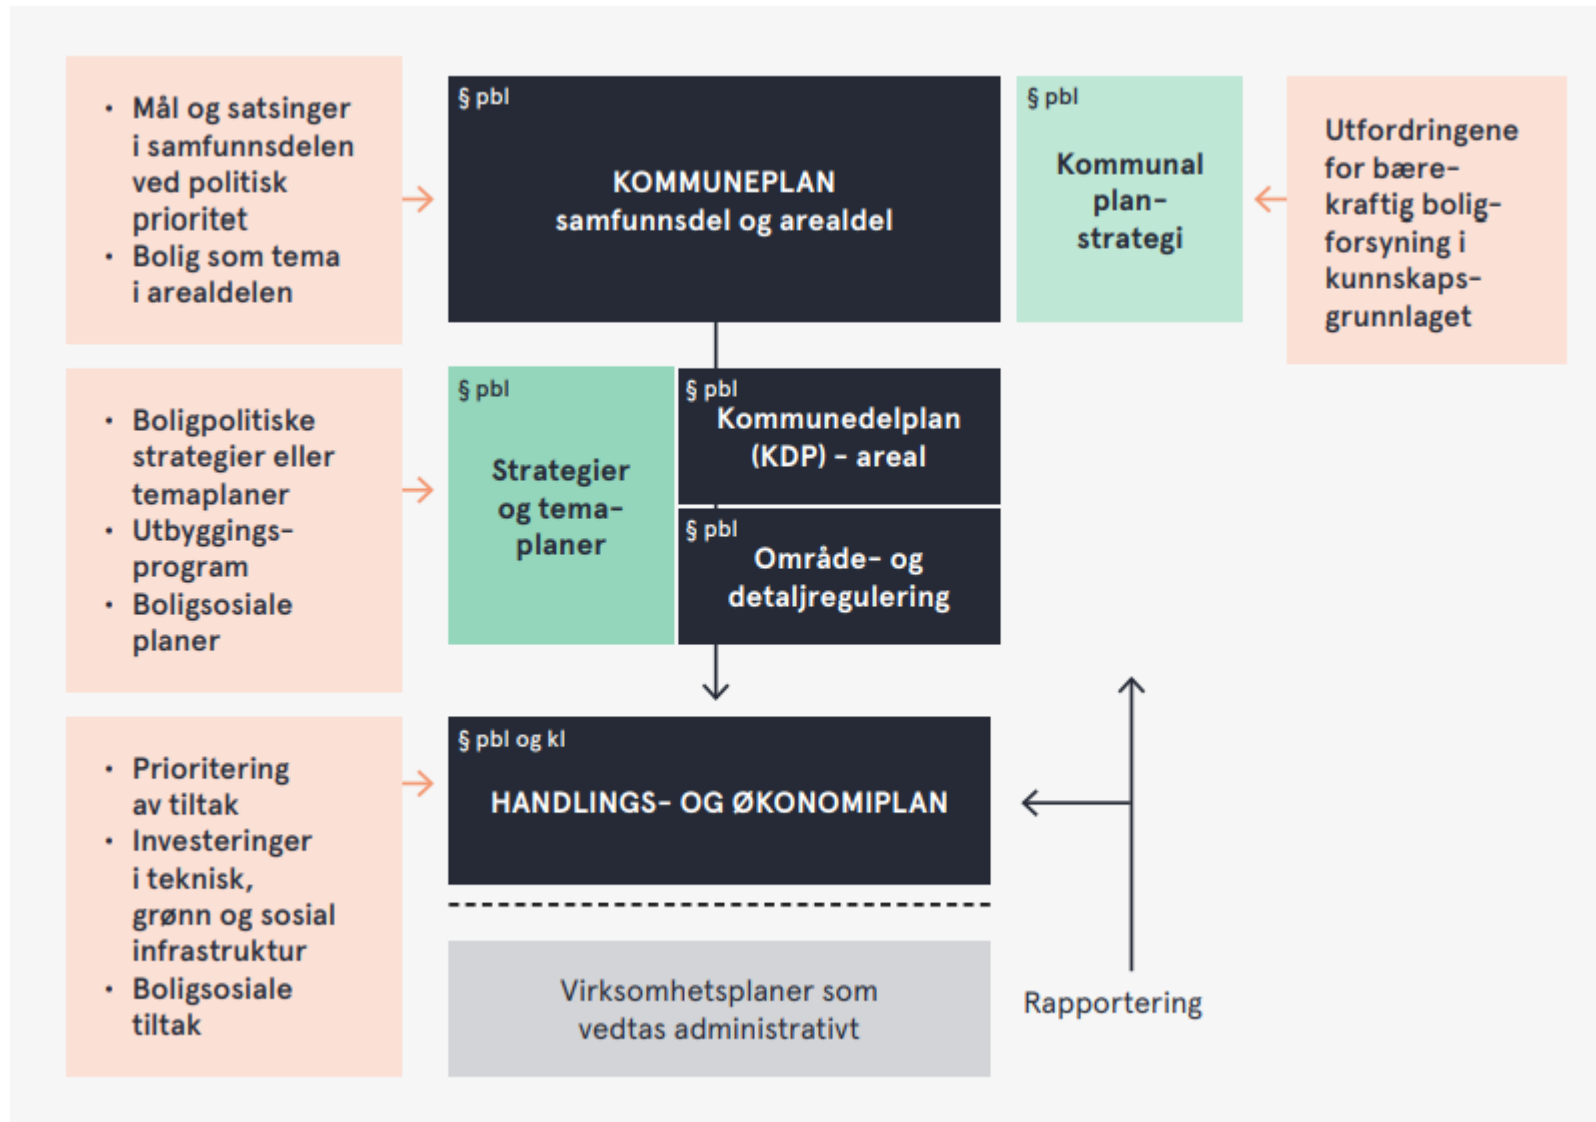 • Mål og satsinger
i samfunnsdelen
ved politisk
prioritet
• Bolig som tema
i arealdelen
§ pbl
KOMMUNEPLAN
samfunnsdel og arealdel
§ pbl
Kommunal
plan-
strategi
Utfordringene
for bære-
kraftig bolig-
forsyning i
kunnskaps-
grunnlaget
• Boligpolitiske
strategier eller
temaplaner
• Utbyggings-
program
• Boligsosiale
planer
§ pbl
Strategier
og tema-
planer
§ pbl
Kommunedelplan
(KDP) – areal
§ pbl
Område- og
detaljregulering
• Prioritering
av tiltak
• Investeringer
i teknisk,
grønn og sosial
infrastruktur
• Boligsosiale
tiltak
§ pbl og kl
HANDLINGS- OG ØKONOMIPLAN
Virksomhetsplaner som
vedtas administrativt
Rapportering